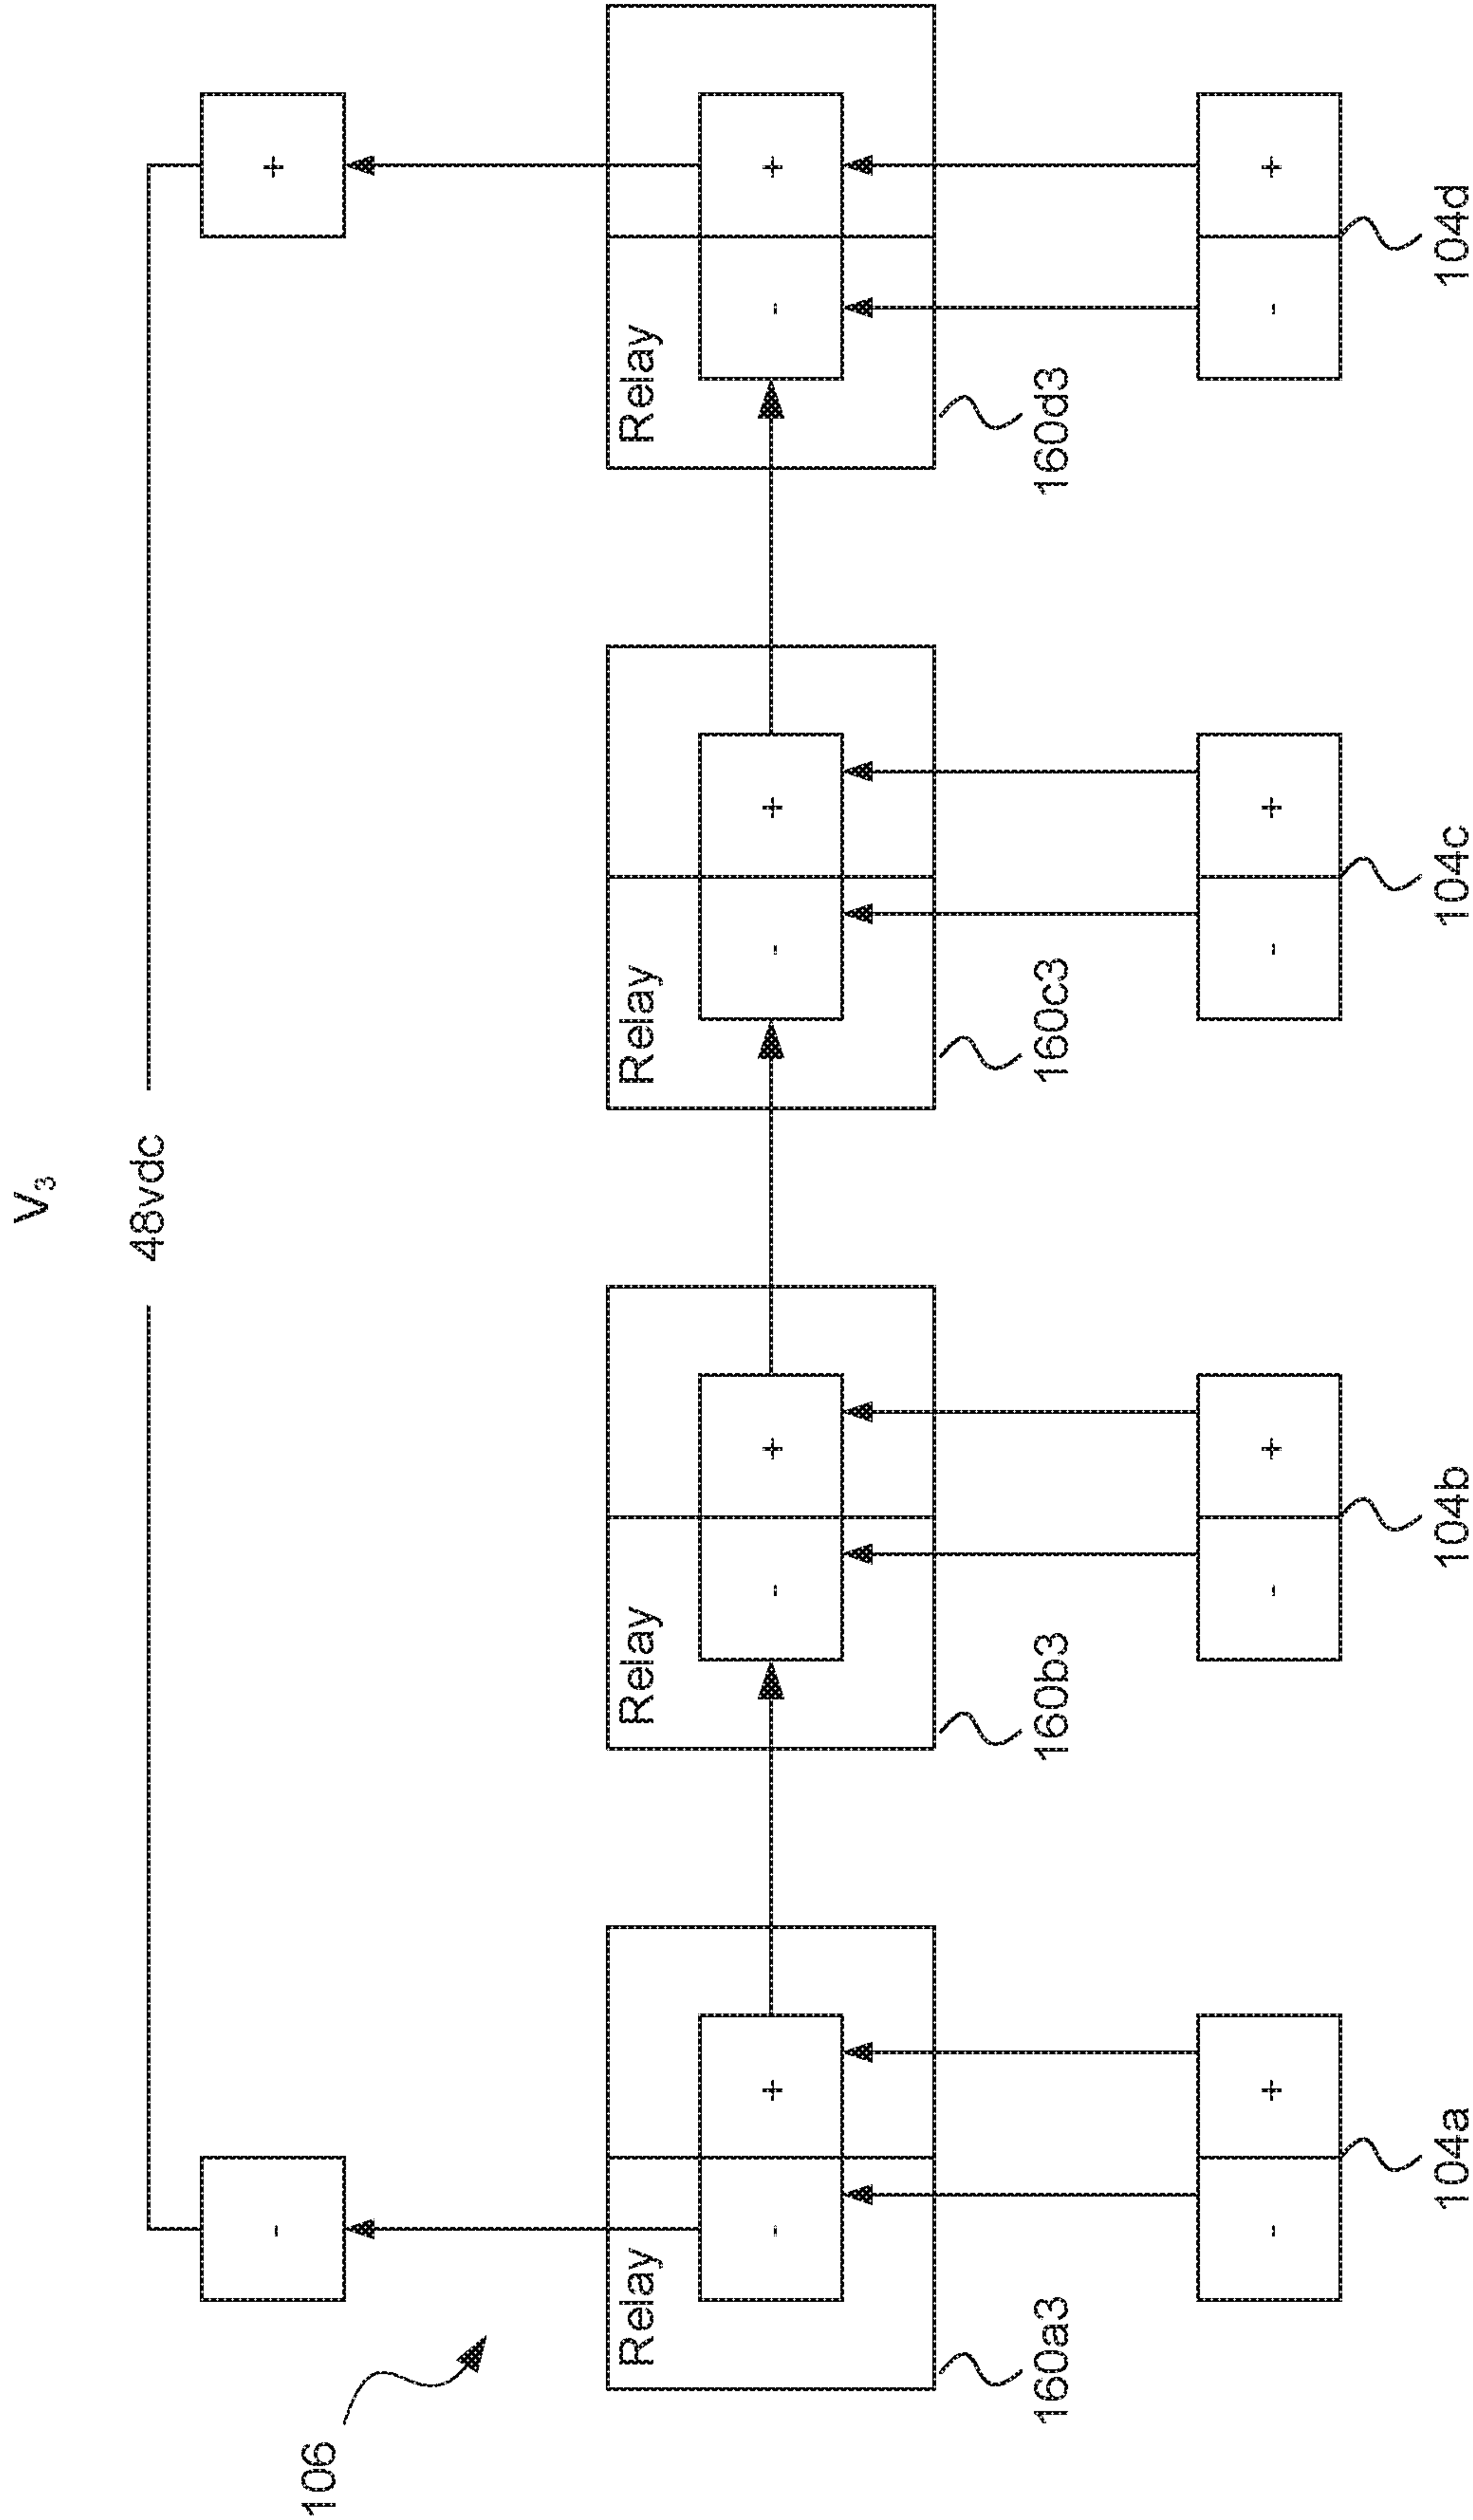 V₃
48vdc
106
-
+
Relay
Relay
Relay
Relay
- +
- +
- +
- +
160a3
160b3
160c3
160d3
- +
- +
- +
- +
104a
104b
104c
104d